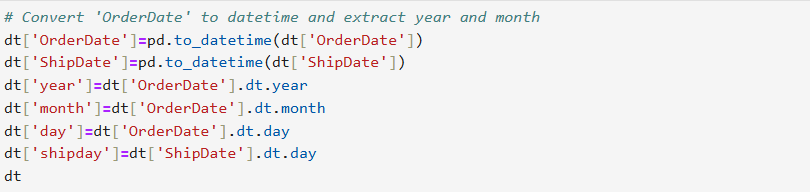 # Convert 'OrderDate' to datetime and extract year and month
dt['OrderDate']=pd.to_datetime(dt['OrderDate'])
dt['ShipDate']=pd.to_datetime(dt['ShipDate'])
dt['year']=dt['OrderDate'].dt.year
dt['month']=dt['OrderDate'].dt.month
dt['day']=dt['OrderDate'].dt.day
dt['shipday']=dt['ShipDate'].dt.day
dt